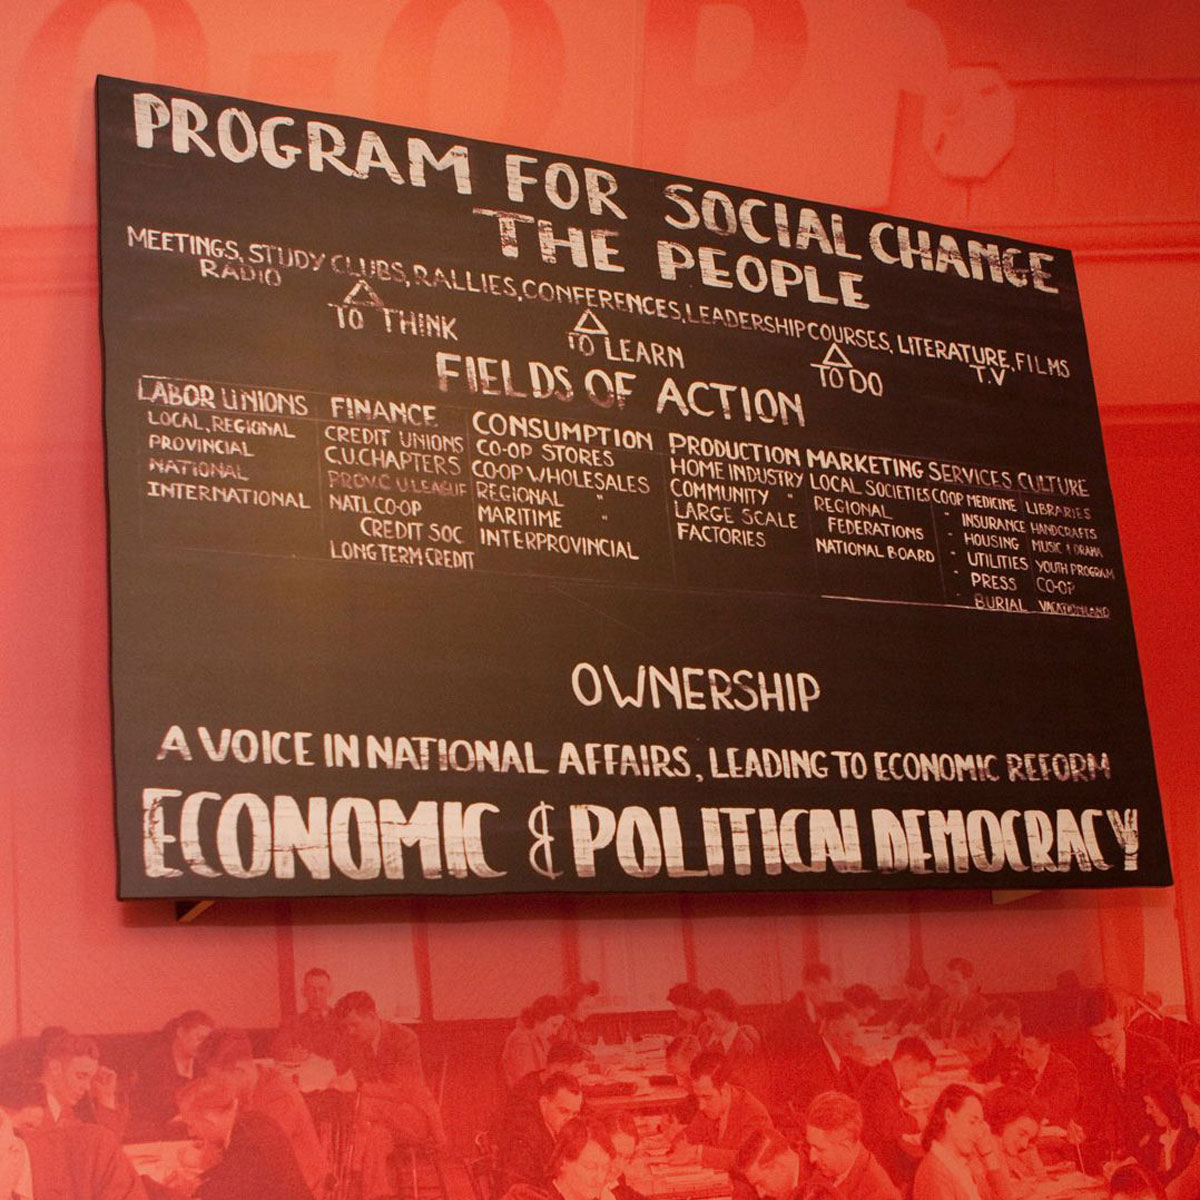 CO-OP
PROGRAM FOR SOCIAL CHANGE
THE PEOPLE
MEETINGS, STUDY CLUBS, RALLIES, CONFERENCES, LEADERSHIP COURSES, LITERATURE, FILMS
RADIO
T.V
TO THINK
TO LEARN
TO DO
FIELDS OF ACTION
LABOR UNIONS
LOCAL, REGIONAL
PROVINCIAL
NATIONAL
INTERNATIONAL
FINANCE
CREDIT UNIONS
C.U. CHAPTERS
PROV. C U LEAGUE
NATL CO-OP
CREDIT SOC
LONG TERM CREDIT
CONSUMPTION
CO-OP STORES
CO-OP WHOLESALES
REGIONAL "
MARITIME "
INTERPROVINCIAL
PRODUCTION
HOME INDUSTRY
COMMUNITY "
LARGE SCALE
FACTORIES
MARKETING
LOCAL SOCIETIES
REGIONAL
FEDERATIONS
NATIONAL BOARD
SERVICES
CO-OP MEDICINE
" INSURANCE
" HOUSING
" UTILITIES
" PRESS
" BURIAL
CULTURE
LIBRARIES
HANDCRAFTS
MUSIC & DRAMA
YOUTH PROGRAM
CO-OP
VACATIONLAND
OWNERSHIP
A VOICE IN NATIONAL AFFAIRS, LEADING TO ECONOMIC REFORM
ECONOMIC & POLITICAL DEMOCRACY